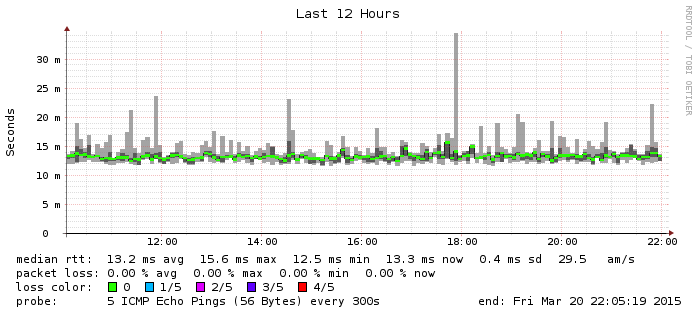 Last 12 Hours
RRDTOOL / TOBI OETIKER
Seconds
30 m
25 m
20 m
15 m
10 m
5 m
0
12:00 14:00 16:00 18:00 20:00 22:00
median rtt: 13.2 ms avg 15.6 ms max 12.5 ms min 13.3 ms now 0.4 ms sd 29.5 am/s
packet loss: 0.00 % avg 0.00 % max 0.00 % min 0.00 % now
loss color: 0 1/5 2/5 3/5 4/5
probe: 5 ICMP Echo Pings (56 Bytes) every 300s end: Fri Mar 20 22:05:19 2015